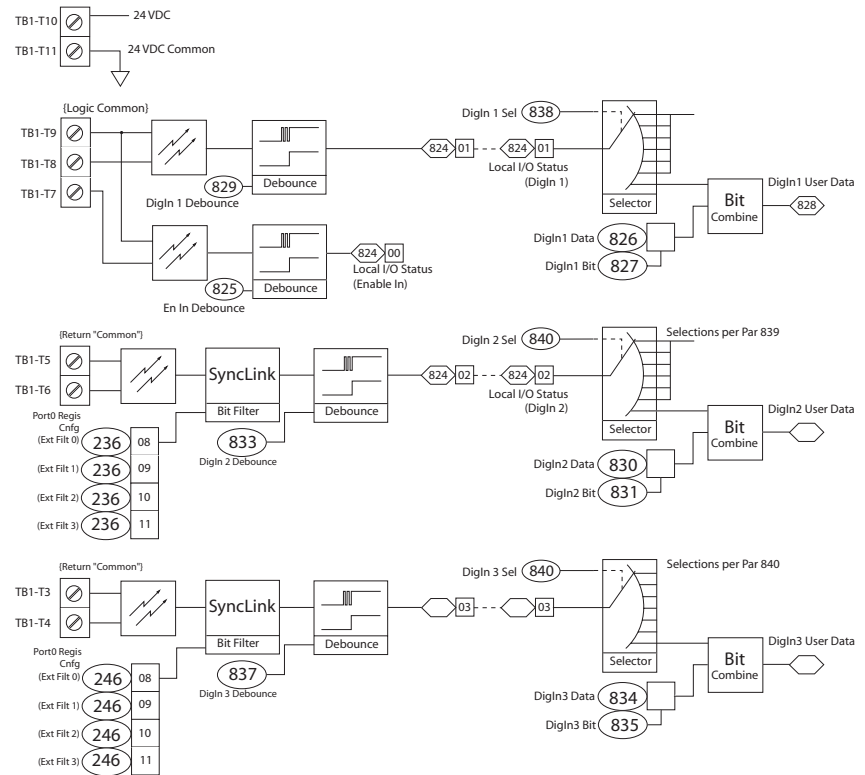 TB1-T10
24 VDC
TB1-T11
24 VDC Common
{Logic Common}
TB1-T9
TB1-T8
TB1-T7
829
DigIn 1 Debounce
Debounce
824 01
824 01
Local I/O Status
(DigIn 1)
DigIn 1 Sel 838
Selector
Bit
Combine
DigIn1 User Data
828
DigIn1 Data 826
DigIn1 Bit 827
825
En In Debounce
Debounce
824 00
Local I/O Status
(Enable In)
{Return "Common"}
TB1-T5
TB1-T6
SyncLink
Bit Filter
Debounce
833
DigIn 2 Debounce
Port0 Regis
Cnfg
(Ext Filt 0) 236 08
(Ext Filt 1) 236 09
(Ext Filt 2) 236 10
(Ext Filt 3) 236 11
824 02
824 02
Local I/O Status
(DigIn 2)
DigIn 2 Sel 840
Selections per Par 839
Selector
Bit
Combine
DigIn2 User Data
DigIn2 Data 830
DigIn2 Bit 831
{Return "Common"}
TB1-T3
TB1-T4
SyncLink
Bit Filter
Debounce
837
DigIn 3 Debounce
Port0 Regis
Cnfg
(Ext Filt 0) 246 08
(Ext Filt 1) 246 09
(Ext Filt 2) 246 10
(Ext Filt 3) 246 11
03
03
DigIn 3 Sel 840
Selections per Par 840
Selector
Bit
Combine
DigIn3 User Data
DigIn3 Data 834
DigIn3 Bit 835